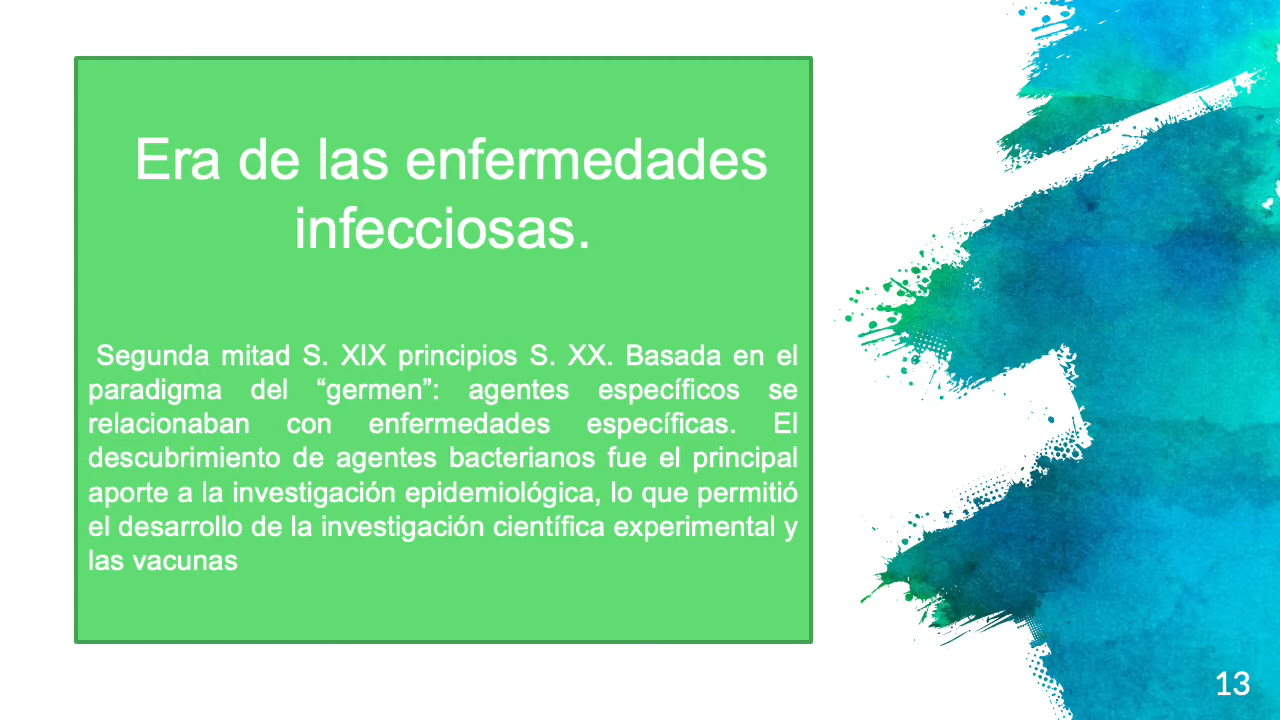 Era de las enfermedades
infecciosas.
Segunda mitad S. XIX principios S. XX. Basada en el
paradigma del “germen”: agentes específicos se
relacionaban con enfermedades específicas. El
descubrimiento de agentes bacterianos fue el principal
aporte a la investigación epidemiológica, lo que permitió
el desarrollo de la investigación científica experimental y
las vacunas
13